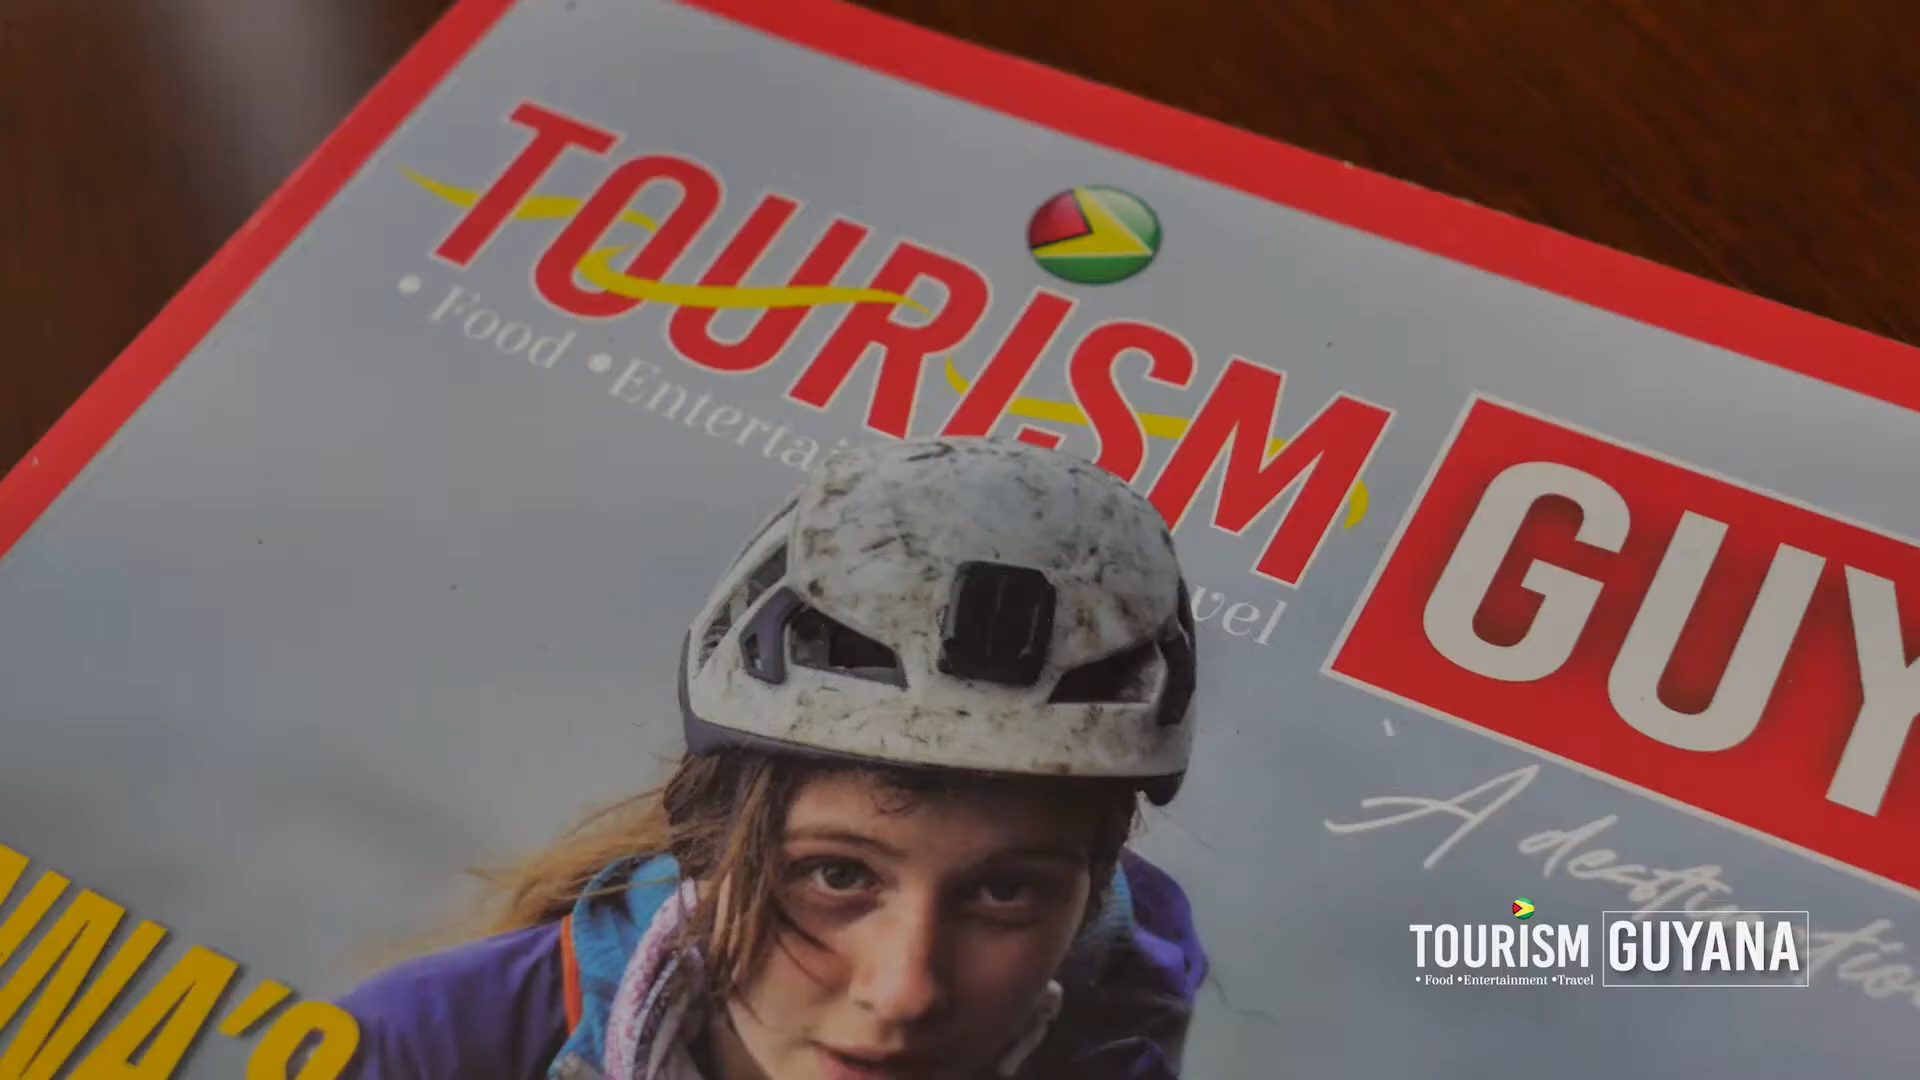 TOURISM
GUY
• Food • Entertai
vel
A destination
NA'S
TOURISM GUYANA
• Food • Entertainment • Travel